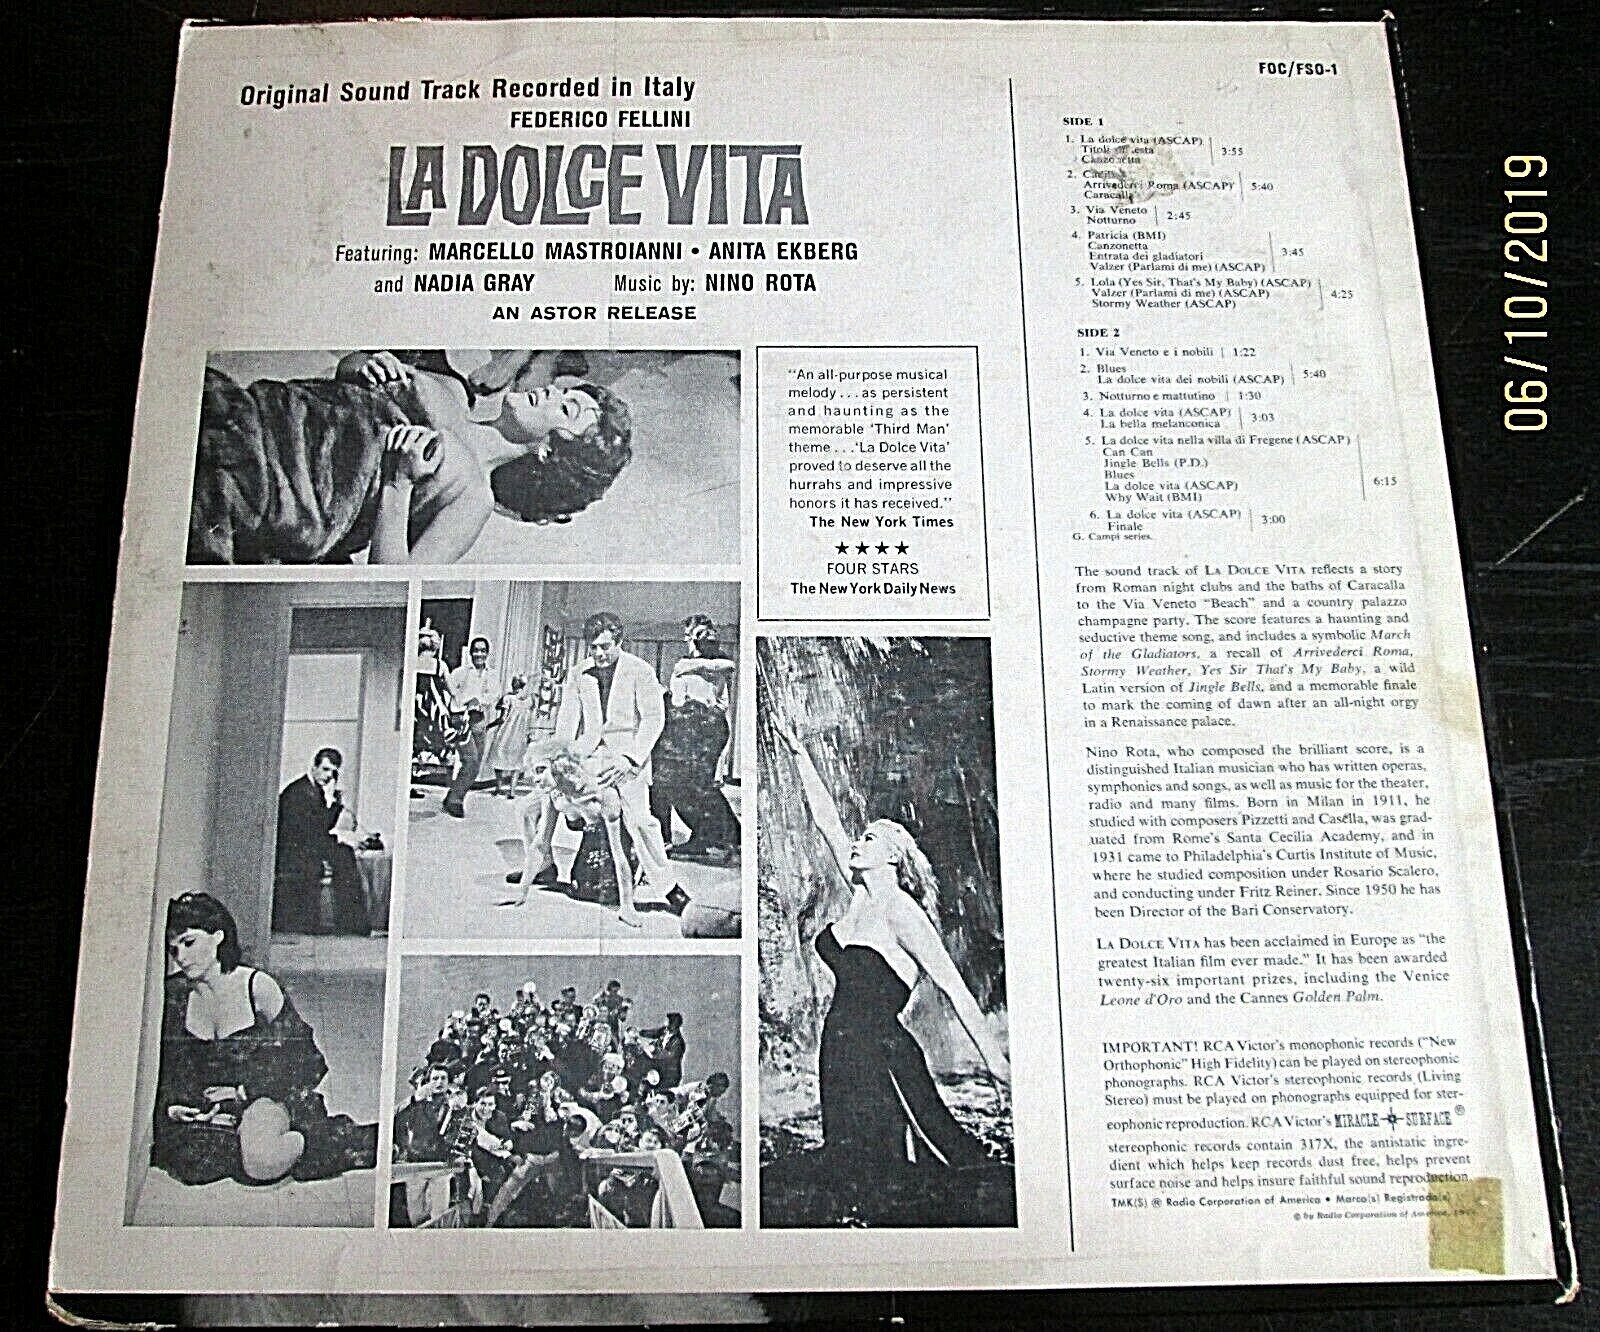 Original Sound Track Recorded in Italy
FEDERICO FELLINI
LA DOLCE VITA
Featuring: MARCELLO MASTROIANNI • ANITA EKBERG
and NADIA GRAY Music by: NINO ROTA
AN ASTOR RELEASE
"An all-purpose musical
melody . . . as persistent
and haunting as the
memorable 'Third Man'
theme . . . 'La Dolce Vita'
proved to deserve all the
hurrahs and impressive
honors it has received."
The New York Times
★★★★
FOUR STARS
The New York Daily News
FOC/FSO-1
SIDE 1
1. La dolce vita (ASCAP)
Titoli di testa 3:55
Canzonetta
2.
Arrivederci Roma (ASCAP) 5:40
Caracalla
3. Via Veneto
Notturno 2:45
4. Patricia (BMI)
Canzonetta
Entrata dei gladiatori 3:45
Valzer (Parlami di me) (ASCAP)
5. Lola (Yes Sir, That's My Baby) (ASCAP)
Valzer (Parlami di me) (ASCAP) 4:25
Stormy Weather (ASCAP)
SIDE 2
1. Via Veneto e i nobili 1:22
2. Blues
La dolce vita dei nobili (ASCAP) 5:40
3. Notturno e mattutino 1:30
4. La dolce vita (ASCAP)
La bella melanconica 3:03
5. La dolce vita nella villa di Fregene (ASCAP)
Can Can
Jingle Bells (P.D.)
Blues
La dolce vita (ASCAP) 6:15
Why Wait (BMI)
6. La dolce vita (ASCAP)
Finale 3:00
G. Campi series.
The sound track of LA DOLCE VITA reflects a story
from Roman night clubs and the baths of Caracalla
to the Via Veneto "Beach" and a country palazzo
champagne party. The score features a haunting and
seductive theme song, and includes a symbolic March
of the Gladiators, a recall of Arrivederci Roma,
Stormy Weather, Yes Sir That's My Baby, a wild
Latin version of Jingle Bells, and a memorable finale
to mark the coming of dawn after an all-night orgy
in a Renaissance palace.
Nino Rota, who composed the brilliant score, is a
distinguished Italian musician who has written operas,
symphonies and songs, as well as music for the theater,
radio and many films. Born in Milan in 1911, he
studied with composers Pizzetti and Casella, was grad-
uated from Rome's Santa Cecilia Academy, and in
1931 came to Philadelphia's Curtis Institute of Music,
where he studied composition under Rosario Scalero,
and conducting under Fritz Reiner. Since 1950 he has
been Director of the Bari Conservatory.
LA DOLCE VITA has been acclaimed in Europe as "the
greatest Italian film ever made." It has been awarded
twenty-six important prizes, including the Venice
Leone d'Oro and the Cannes Golden Palm.
IMPORTANT! RCA Victor's monophonic records ("New
Orthophonic" High Fidelity) can be played on stereophonic
phonographs. RCA Victor's stereophonic records (Living
Stereo) must be played on phonographs equipped for ster-
eophonic reproduction. RCA Victor's MIRACLE SURFACE ®
stereophonic records contain 317X, the antistatic ingre-
dient which helps keep records dust free, helps prevent
surface noise and helps insure faithful sound reproduction.
TMK(S) ® Radio Corporation of America • Marca(s) Registrada(s)
© by Radio Corporation of America,
06/10/2019